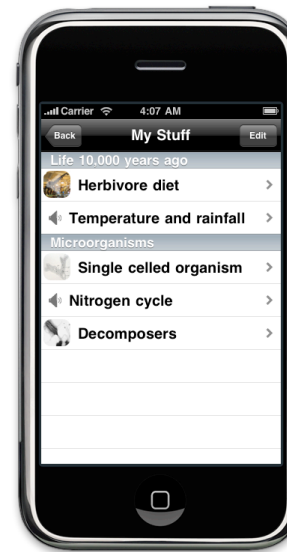 Carrier 4:07 AM
Back My Stuff Edit
Life 10,000 years ago
Herbivore diet
Temperature and rainfall
Microorganisms
Single celled organism
Nitrogen cycle
Decomposers